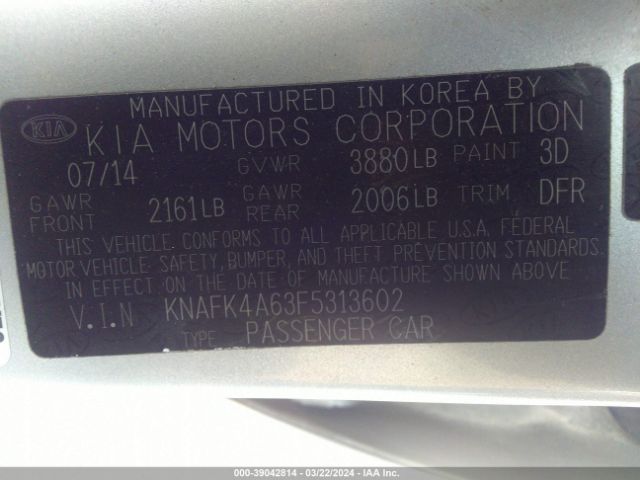 MANUFACTURED IN KOREA BY
KIA KIA MOTORS CORPORATION
07/14 GVWR 3880LB PAINT 3D
GAWR FRONT 2161LB GAWR REAR 2006LB TRIM DFR
THIS VEHICLE CONFORMS TO ALL APPLICABLE U.S.A. FEDERAL
MOTOR VEHICLE SAFETY, BUMPER, AND THEFT PREVENTION STANDARDS
IN EFFECT ON THE DATE OF MANUFACTURE SHOWN ABOVE
V.I.N KNAFK4A63F5313602
TYPE PASSENGER CAR
000-39042814 - 03/22/2024 - IAAI.COM